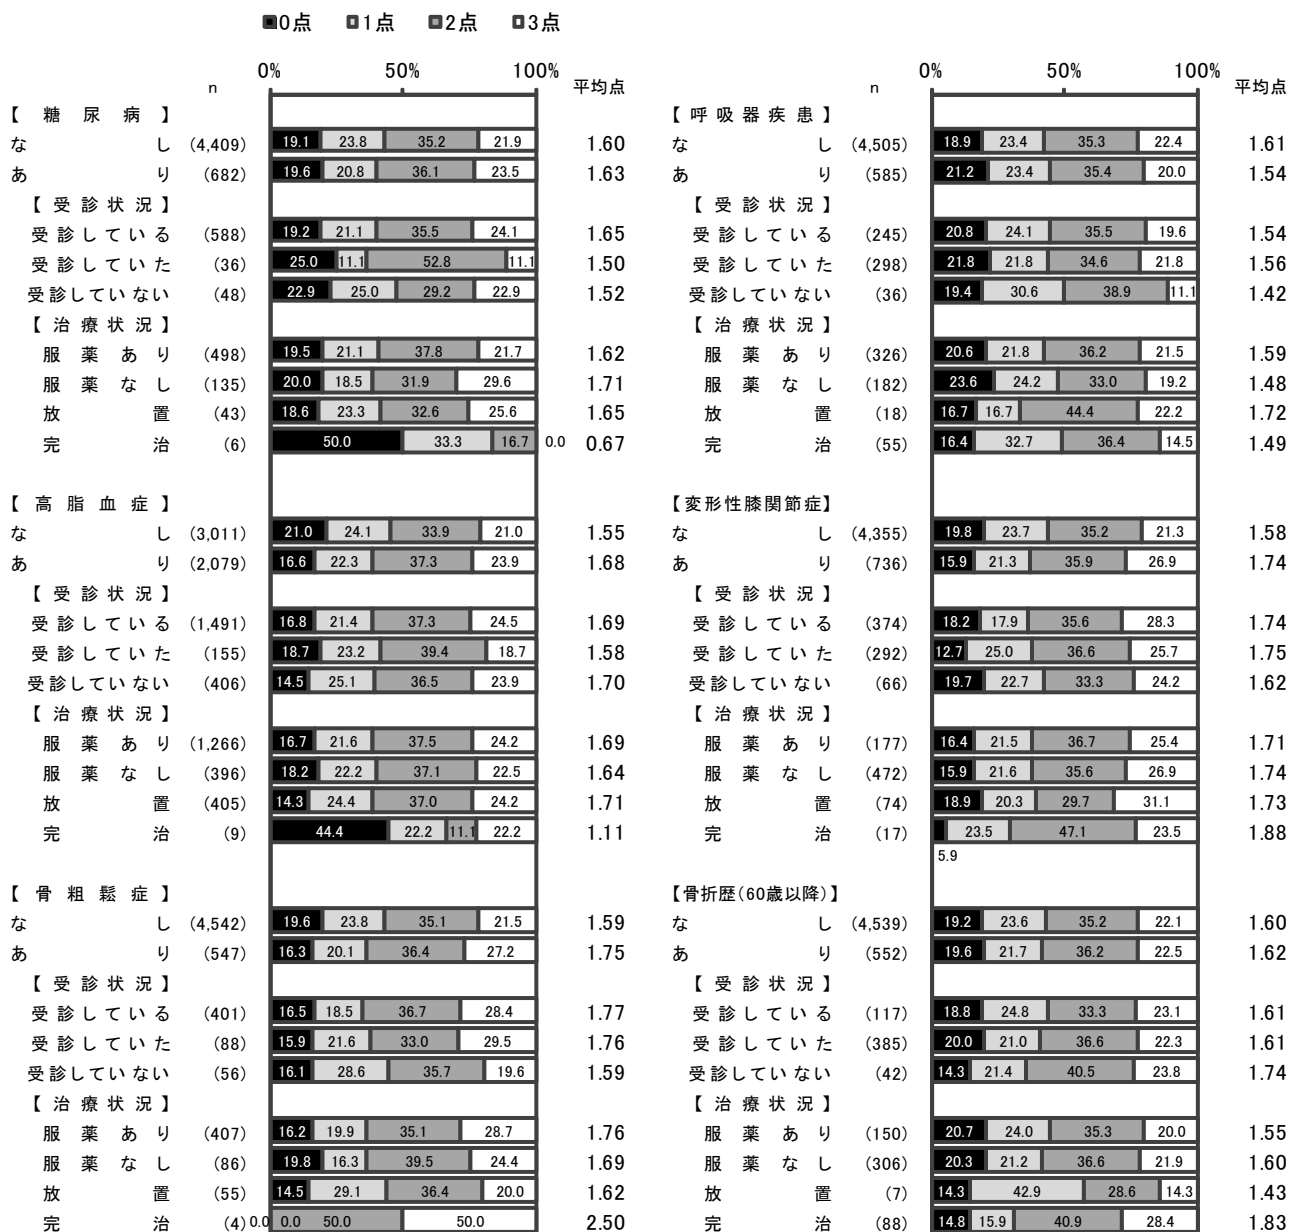 0点 1点 2点 3点
n 0% 50% 100% 平均点
【糖尿病】
なし (4,409) 19.1 23.8 35.2 21.9 1.60
あり (682) 19.6 20.8 36.1 23.5 1.63
【受診状況】
受診している (588) 19.2 21.1 35.5 24.1 1.65
受診していた (36) 25.0 11.1 52.8 11.1 1.50
受診していない (48) 22.9 25.0 29.2 22.9 1.52
【治療状況】
服薬あり (498) 19.5 21.1 37.8 21.7 1.62
服薬なし (135) 20.0 18.5 31.9 29.6 1.71
放置 (43) 18.6 23.3 32.6 25.6 1.65
完治 (6) 50.0 33.3 16.7 0.0 0.67
【高脂血症】
なし (3,011) 21.0 24.1 33.9 21.0 1.55
あり (2,079) 16.6 22.3 37.3 23.9 1.68
【受診状況】
受診している (1,491) 16.8 21.4 37.3 24.5 1.69
受診していた (155) 18.7 23.2 39.4 18.7 1.58
受診していない (406) 14.5 25.1 36.5 23.9 1.70
【治療状況】
服薬あり (1,266) 16.7 21.6 37.5 24.2 1.69
服薬なし (396) 18.2 22.2 37.1 22.5 1.64
放置 (405) 14.3 24.4 37.0 24.2 1.71
完治 (9) 44.4 22.2 11.1 22.2 1.11
【骨粗鬆症】
なし (4,542) 19.6 23.8 35.1 21.5 1.59
あり (547) 16.3 20.1 36.4 27.2 1.75
【受診状況】
受診している (401) 16.5 18.5 36.7 28.4 1.77
受診していた (88) 15.9 21.6 33.0 29.5 1.76
受診していない (56) 16.1 28.6 35.7 19.6 1.59
【治療状況】
服薬あり (407) 16.2 19.9 35.1 28.7 1.76
服薬なし (86) 19.8 16.3 39.5 24.4 1.69
放置 (55) 14.5 29.1 36.4 20.0 1.62
完治 (4) 0.0 0.0 50.0 50.0 2.50
n 0% 50% 100% 平均点
【呼吸器疾患】
なし (4,505) 18.9 23.4 35.3 22.4 1.61
あり (585) 21.2 23.4 35.4 20.0 1.54
【受診状況】
受診している (245) 20.8 24.1 35.5 19.6 1.54
受診していた (298) 21.8 21.8 34.6 21.8 1.56
受診していない (36) 19.4 30.6 38.9 11.1 1.42
【治療状況】
服薬あり (326) 20.6 21.8 36.2 21.5 1.59
服薬なし (182) 23.6 24.2 33.0 19.2 1.48
放置 (18) 16.7 16.7 44.4 22.2 1.72
完治 (55) 16.4 32.7 36.4 14.5 1.49
【変形性膝関節症】
なし (4,355) 19.8 23.7 35.2 21.3 1.58
あり (736) 15.9 21.3 35.9 26.9 1.74
【受診状況】
受診している (374) 18.2 17.9 35.6 28.3 1.74
受診していた (292) 12.7 25.0 36.6 25.7 1.75
受診していない (66) 19.7 22.7 33.3 24.2 1.62
【治療状況】
服薬あり (177) 16.4 21.5 36.7 25.4 1.71
服薬なし (472) 15.9 21.6 35.6 26.9 1.74
放置 (74) 18.9 20.3 29.7 31.1 1.73
完治 (17) 23.5 47.1 23.5 1.88
5.9
【骨折歴(60歳以降)】
なし (4,539) 19.2 23.6 35.2 22.1 1.60
あり (552) 19.6 21.7 36.2 22.5 1.62
【受診状況】
受診している (117) 18.8 24.8 33.3 23.1 1.61
受診していた (385) 20.0 21.0 36.6 22.3 1.61
受診していない (42) 14.3 21.4 40.5 23.8 1.74
【治療状況】
服薬あり (150) 20.7 24.0 35.3 20.0 1.55
服薬なし (306) 20.3 21.2 36.6 21.9 1.60
放置 (7) 14.3 42.9 28.6 14.3 1.43
完治 (88) 14.8 15.9 40.9 28.4 1.83